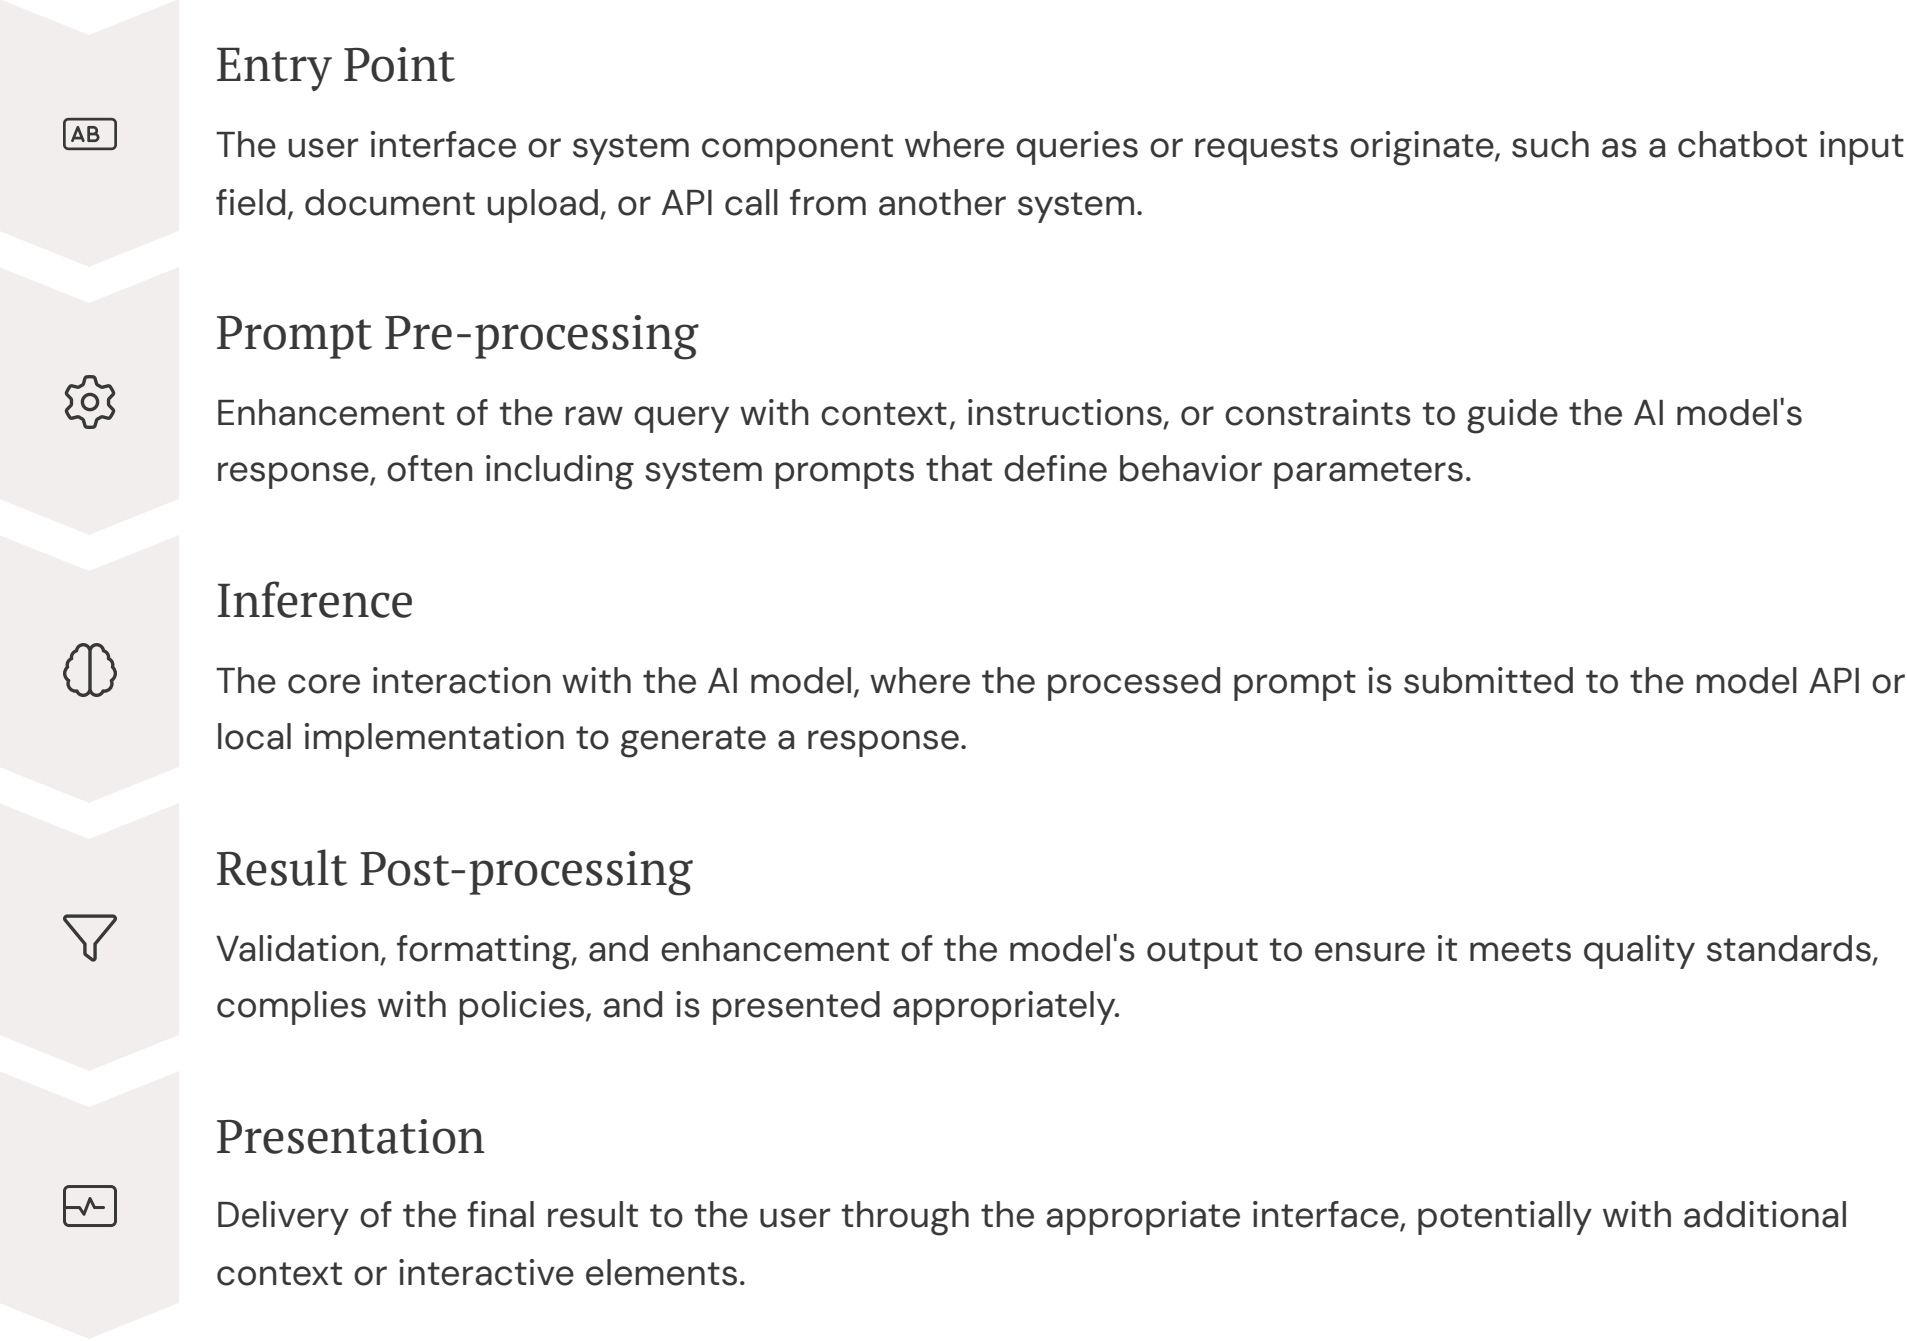 Entry Point
AB
The user interface or system component where queries or requests originate, such as a chatbot input
field, document upload, or API call from another system.
Prompt Pre-processing
Enhancement of the raw query with context, instructions, or constraints to guide the AI model's
response, often including system prompts that define behavior parameters.
Inference
The core interaction with the AI model, where the processed prompt is submitted to the model API or
local implementation to generate a response.
Result Post-processing
Validation, formatting, and enhancement of the model's output to ensure it meets quality standards,
complies with policies, and is presented appropriately.
Presentation
Delivery of the final result to the user through the appropriate interface, potentially with additional
context or interactive elements.